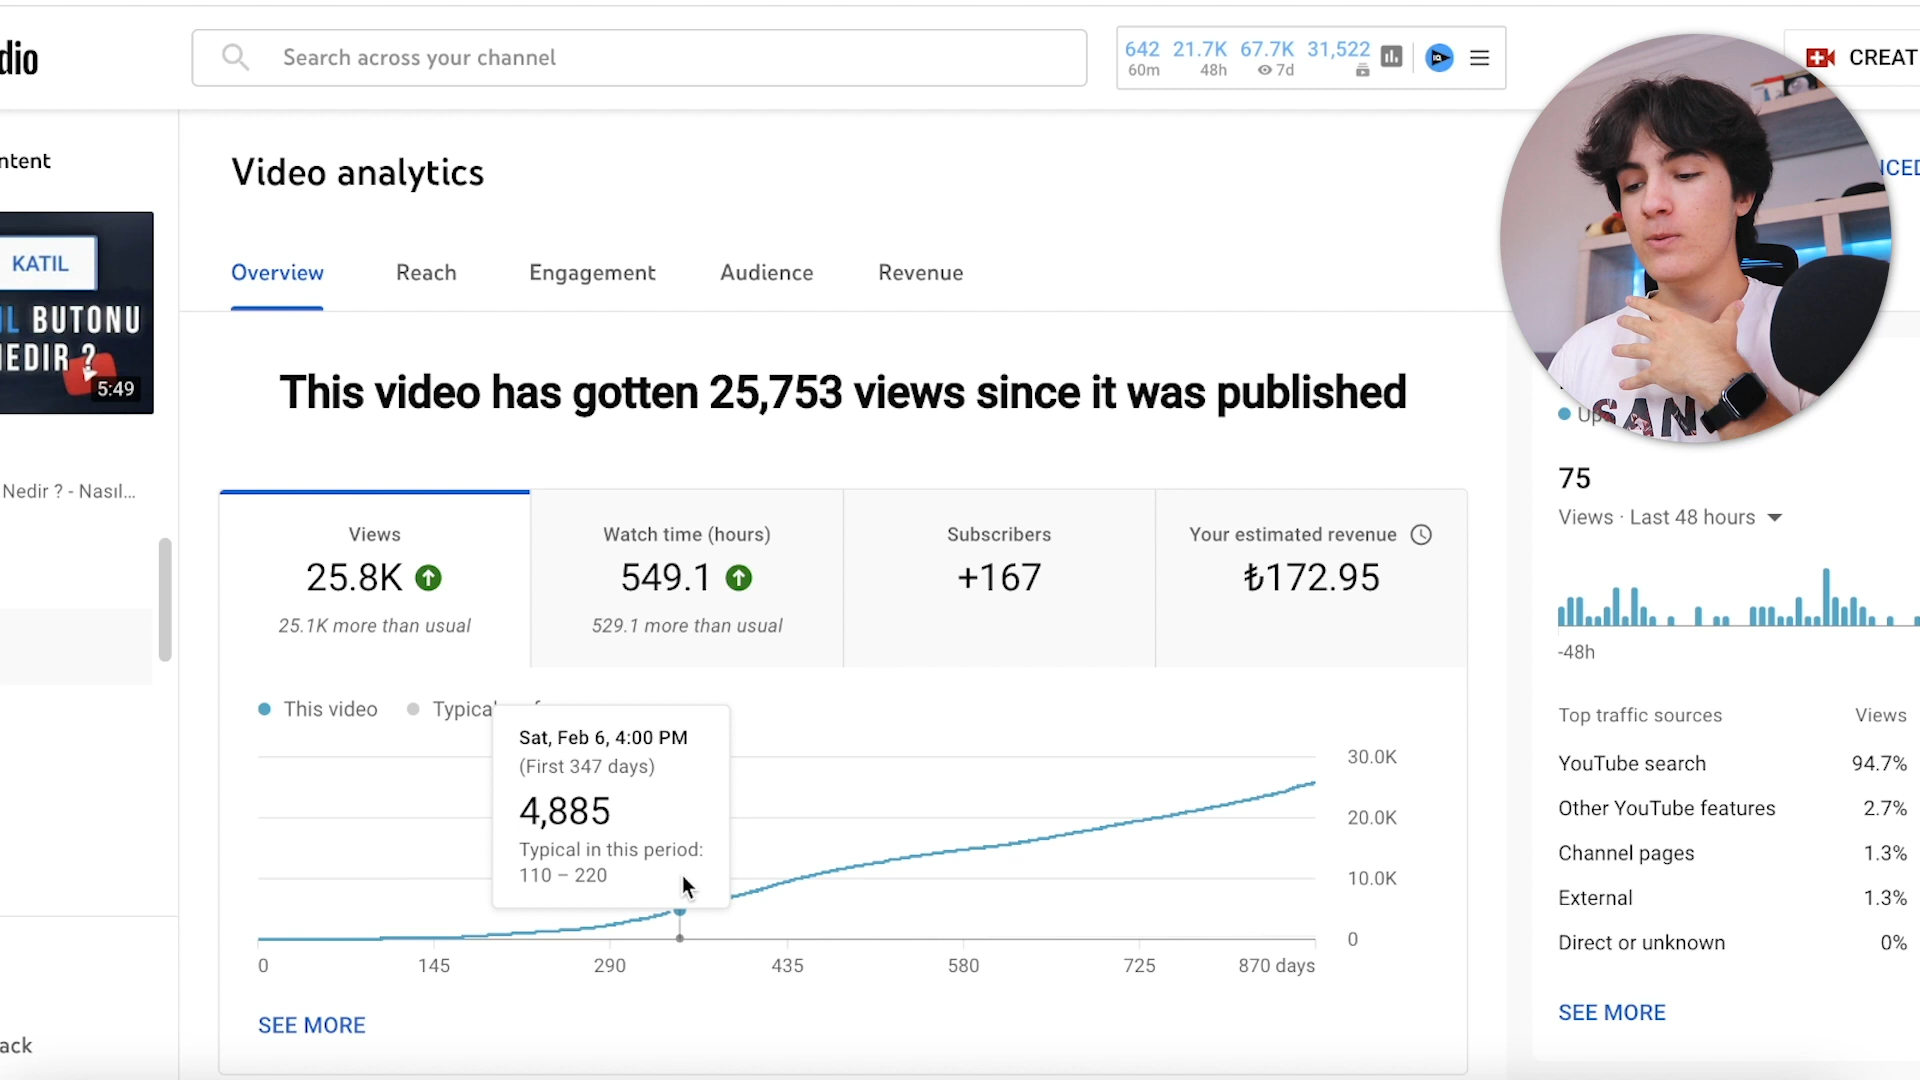 dio
Search across your channel
642 21.7K 67.7K 31,522
60m 48h 7d
CREAT
ntent
NCED
Video analytics
KATIL
IL BUTONU
NEDIR ?
5:49
Overview Reach Engagement Audience Revenue
This video has gotten 25,753 views since it was published
SAN
Up
75
Views · Last 48 hours
Nedir ? - Nasıl...
Views
25.8K
25.1K more than usual
Watch time (hours)
549.1
529.1 more than usual
Subscribers
+167
Your estimated revenue
₺172.95
-48h
This video
Typical
Sat, Feb 6, 4:00 PM
(First 347 days)
4,885
Typical in this period:
110 – 220
30.0K
20.0K
10.0K
0
0 145 290 435 580 725 870 days
SEE MORE
Top traffic sources Views
YouTube search 94.7%
Other YouTube features 2.7%
Channel pages 1.3%
External 1.3%
Direct or unknown 0%
SEE MORE
ack